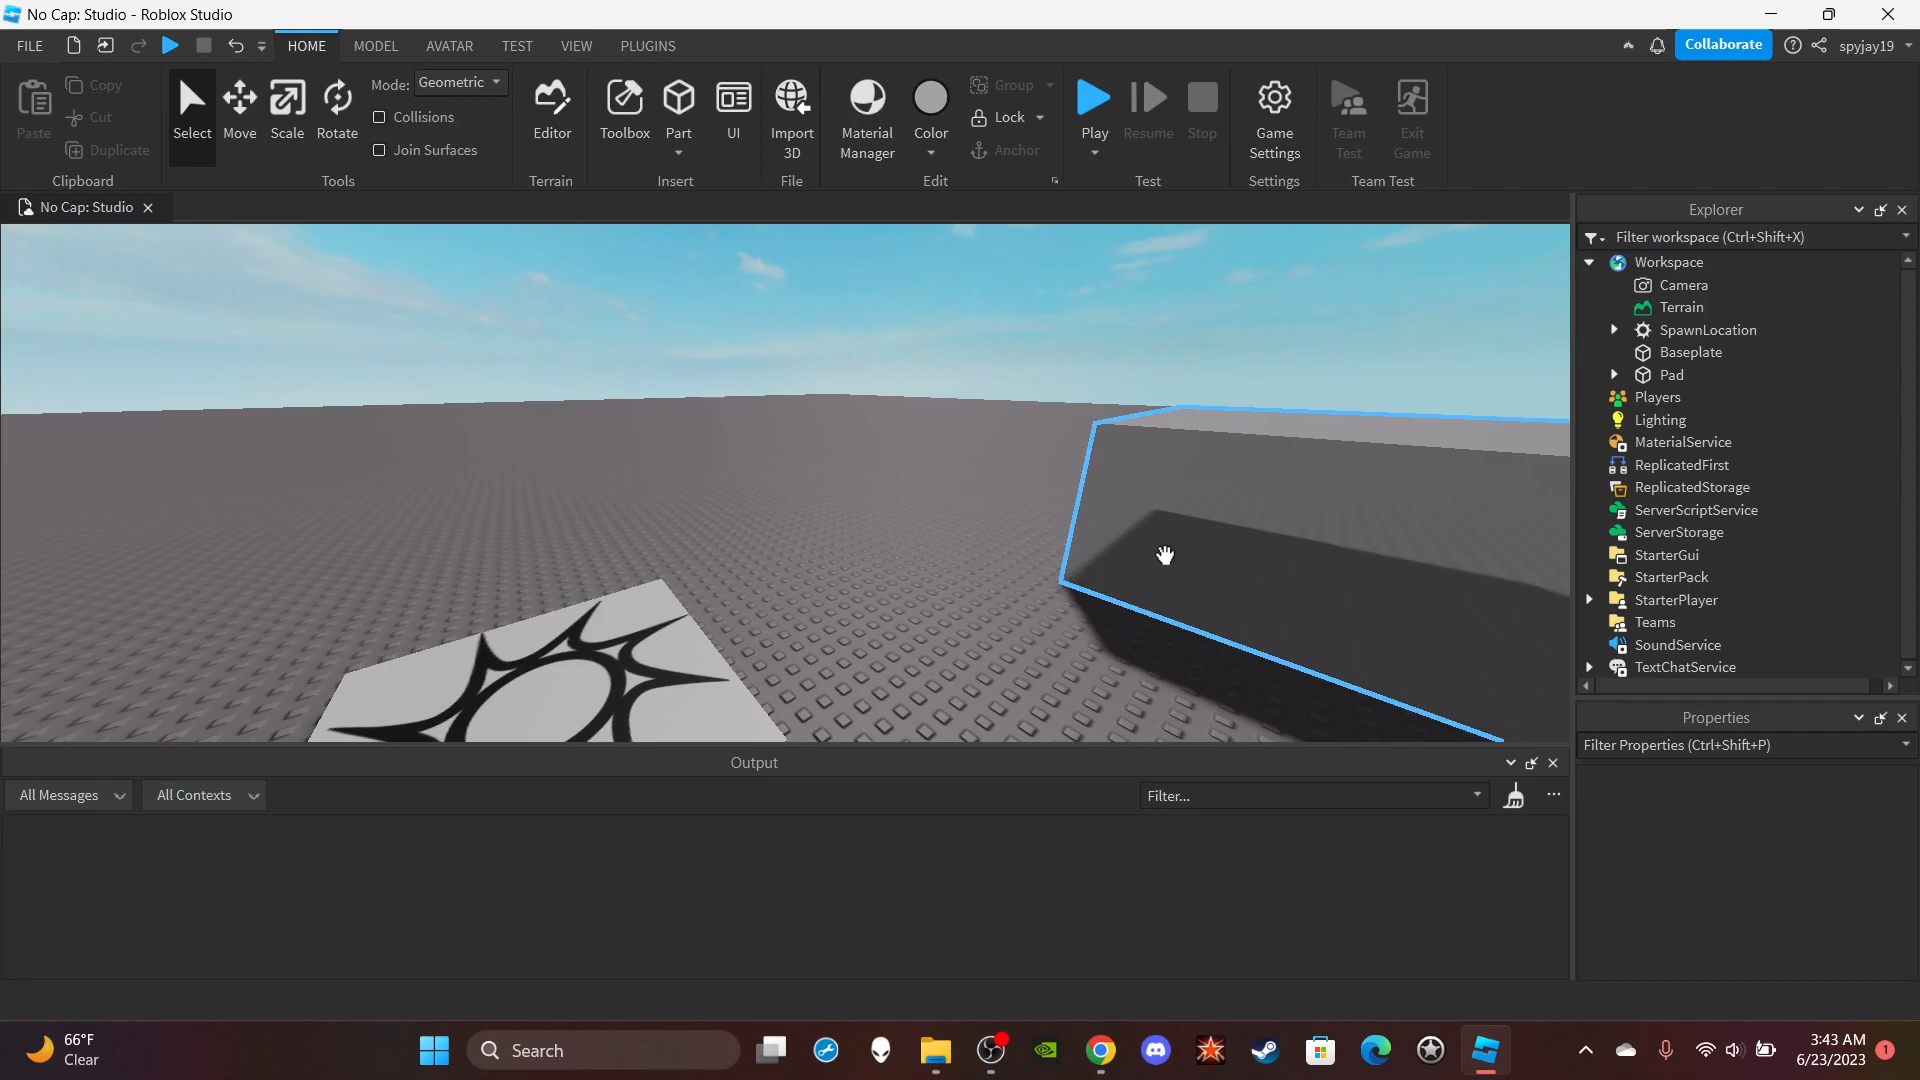 No Cap: Studio - Roblox Studio
FILE HOME MODEL AVATAR TEST VIEW PLUGINS Collaborate spyjay19
Paste
Copy
Cut
Duplicate
Clipboard
Select
Move
Scale
Rotate
Mode: Geometric
Collisions
Join Surfaces
Tools
Editor
Terrain
Toolbox
Part
UI
Insert
Import
3D
File
Material
Manager
Color
Group
Lock
Anchor
Edit
Play
Resume
Stop
Test
Game
Settings
Settings
Team
Test
Exit
Game
Team Test
No Cap: Studio
Explorer
Filter workspace (Ctrl+Shift+X)
Workspace
Camera
Terrain
SpawnLocation
Baseplate
Pad
Players
Lighting
MaterialService
ReplicatedFirst
ReplicatedStorage
ServerScriptService
ServerStorage
StarterGui
StarterPack
StarterPlayer
Teams
SoundService
TextChatService
Properties
Filter Properties (Ctrl+Shift+P)
Output
All Messages All Contexts Filter...
66°F
Clear
Search
3:43 AM
6/23/2023
1